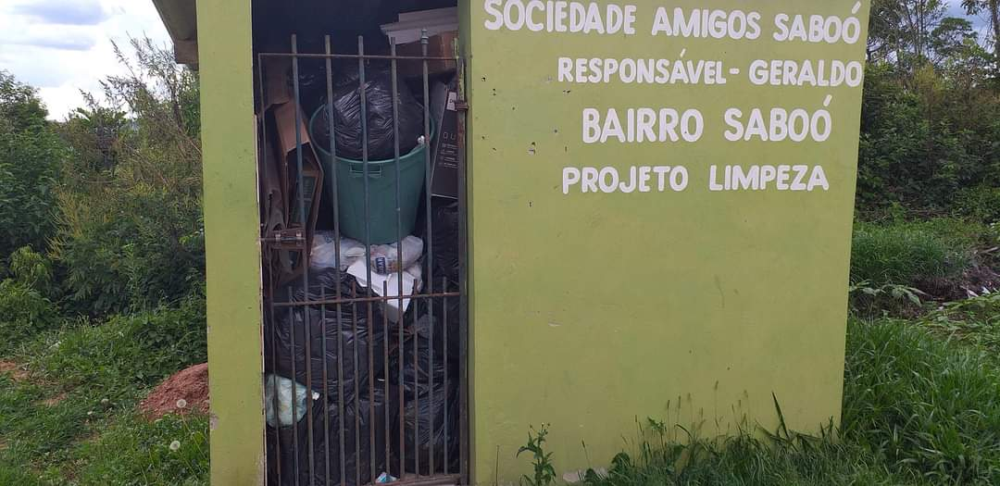 SOCIEDADE AMIGOS SABOÓ
RESPONSÁVEL- GERALDO
BAIRRO SABOÓ
PROJETO LIMPEZA